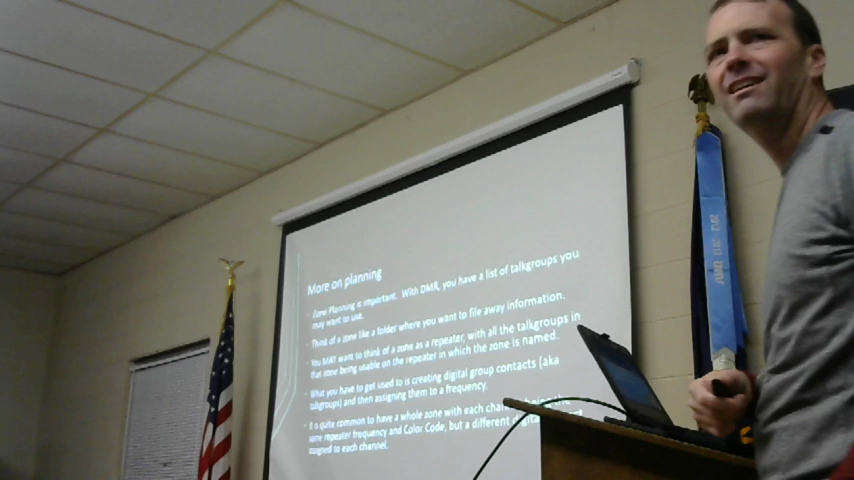 More on planning
Zone Planning is important. With DMR, you have a list of talkgroups you
may want to use.
Think of a zone like a folder where you want to file away information.
You MAY want to think of a zone as a repeater, with all the talkgroups in
that zone being usable on the repeater in which the zone is named.
What you have to get used to is creating digital group contacts (aka
talkgroups) and then assigning them to a frequency.
It is quite common to have a whole zone with each channel being the
same repeater frequency and Color Code, but a different digital
assigned to each channel.